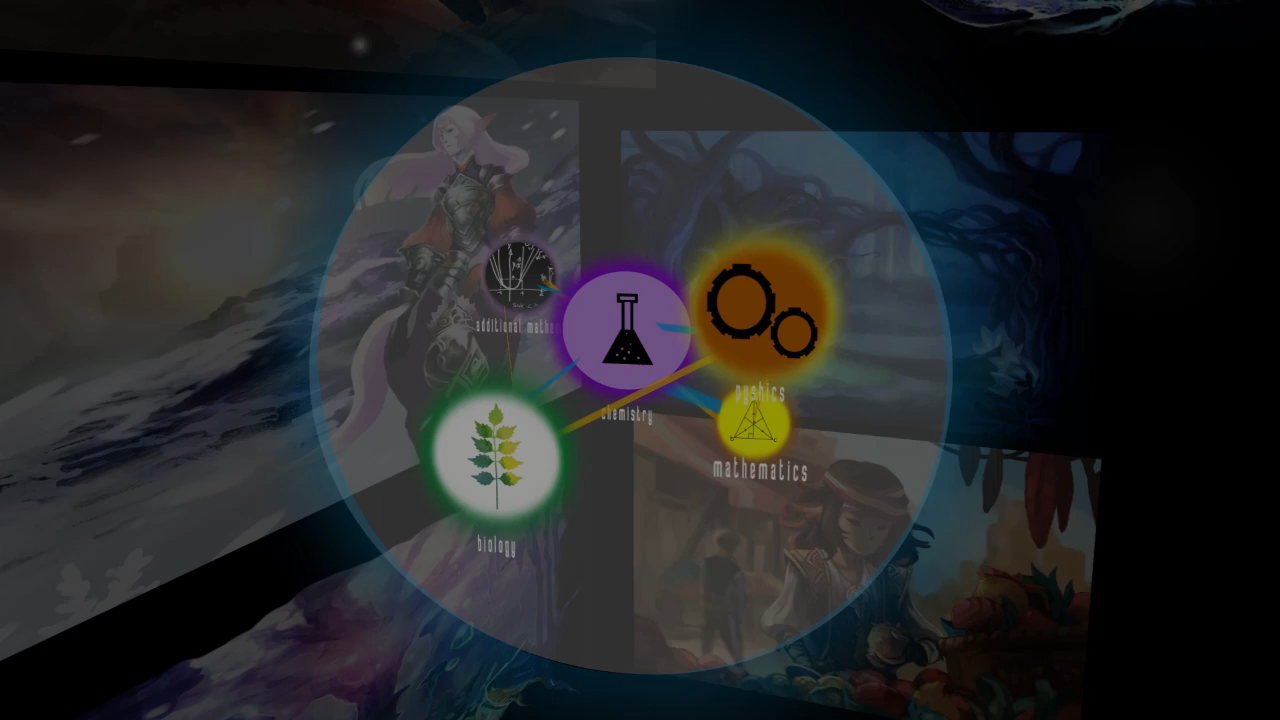 additional mathe
chemistry
pyshics
mathematics
biology